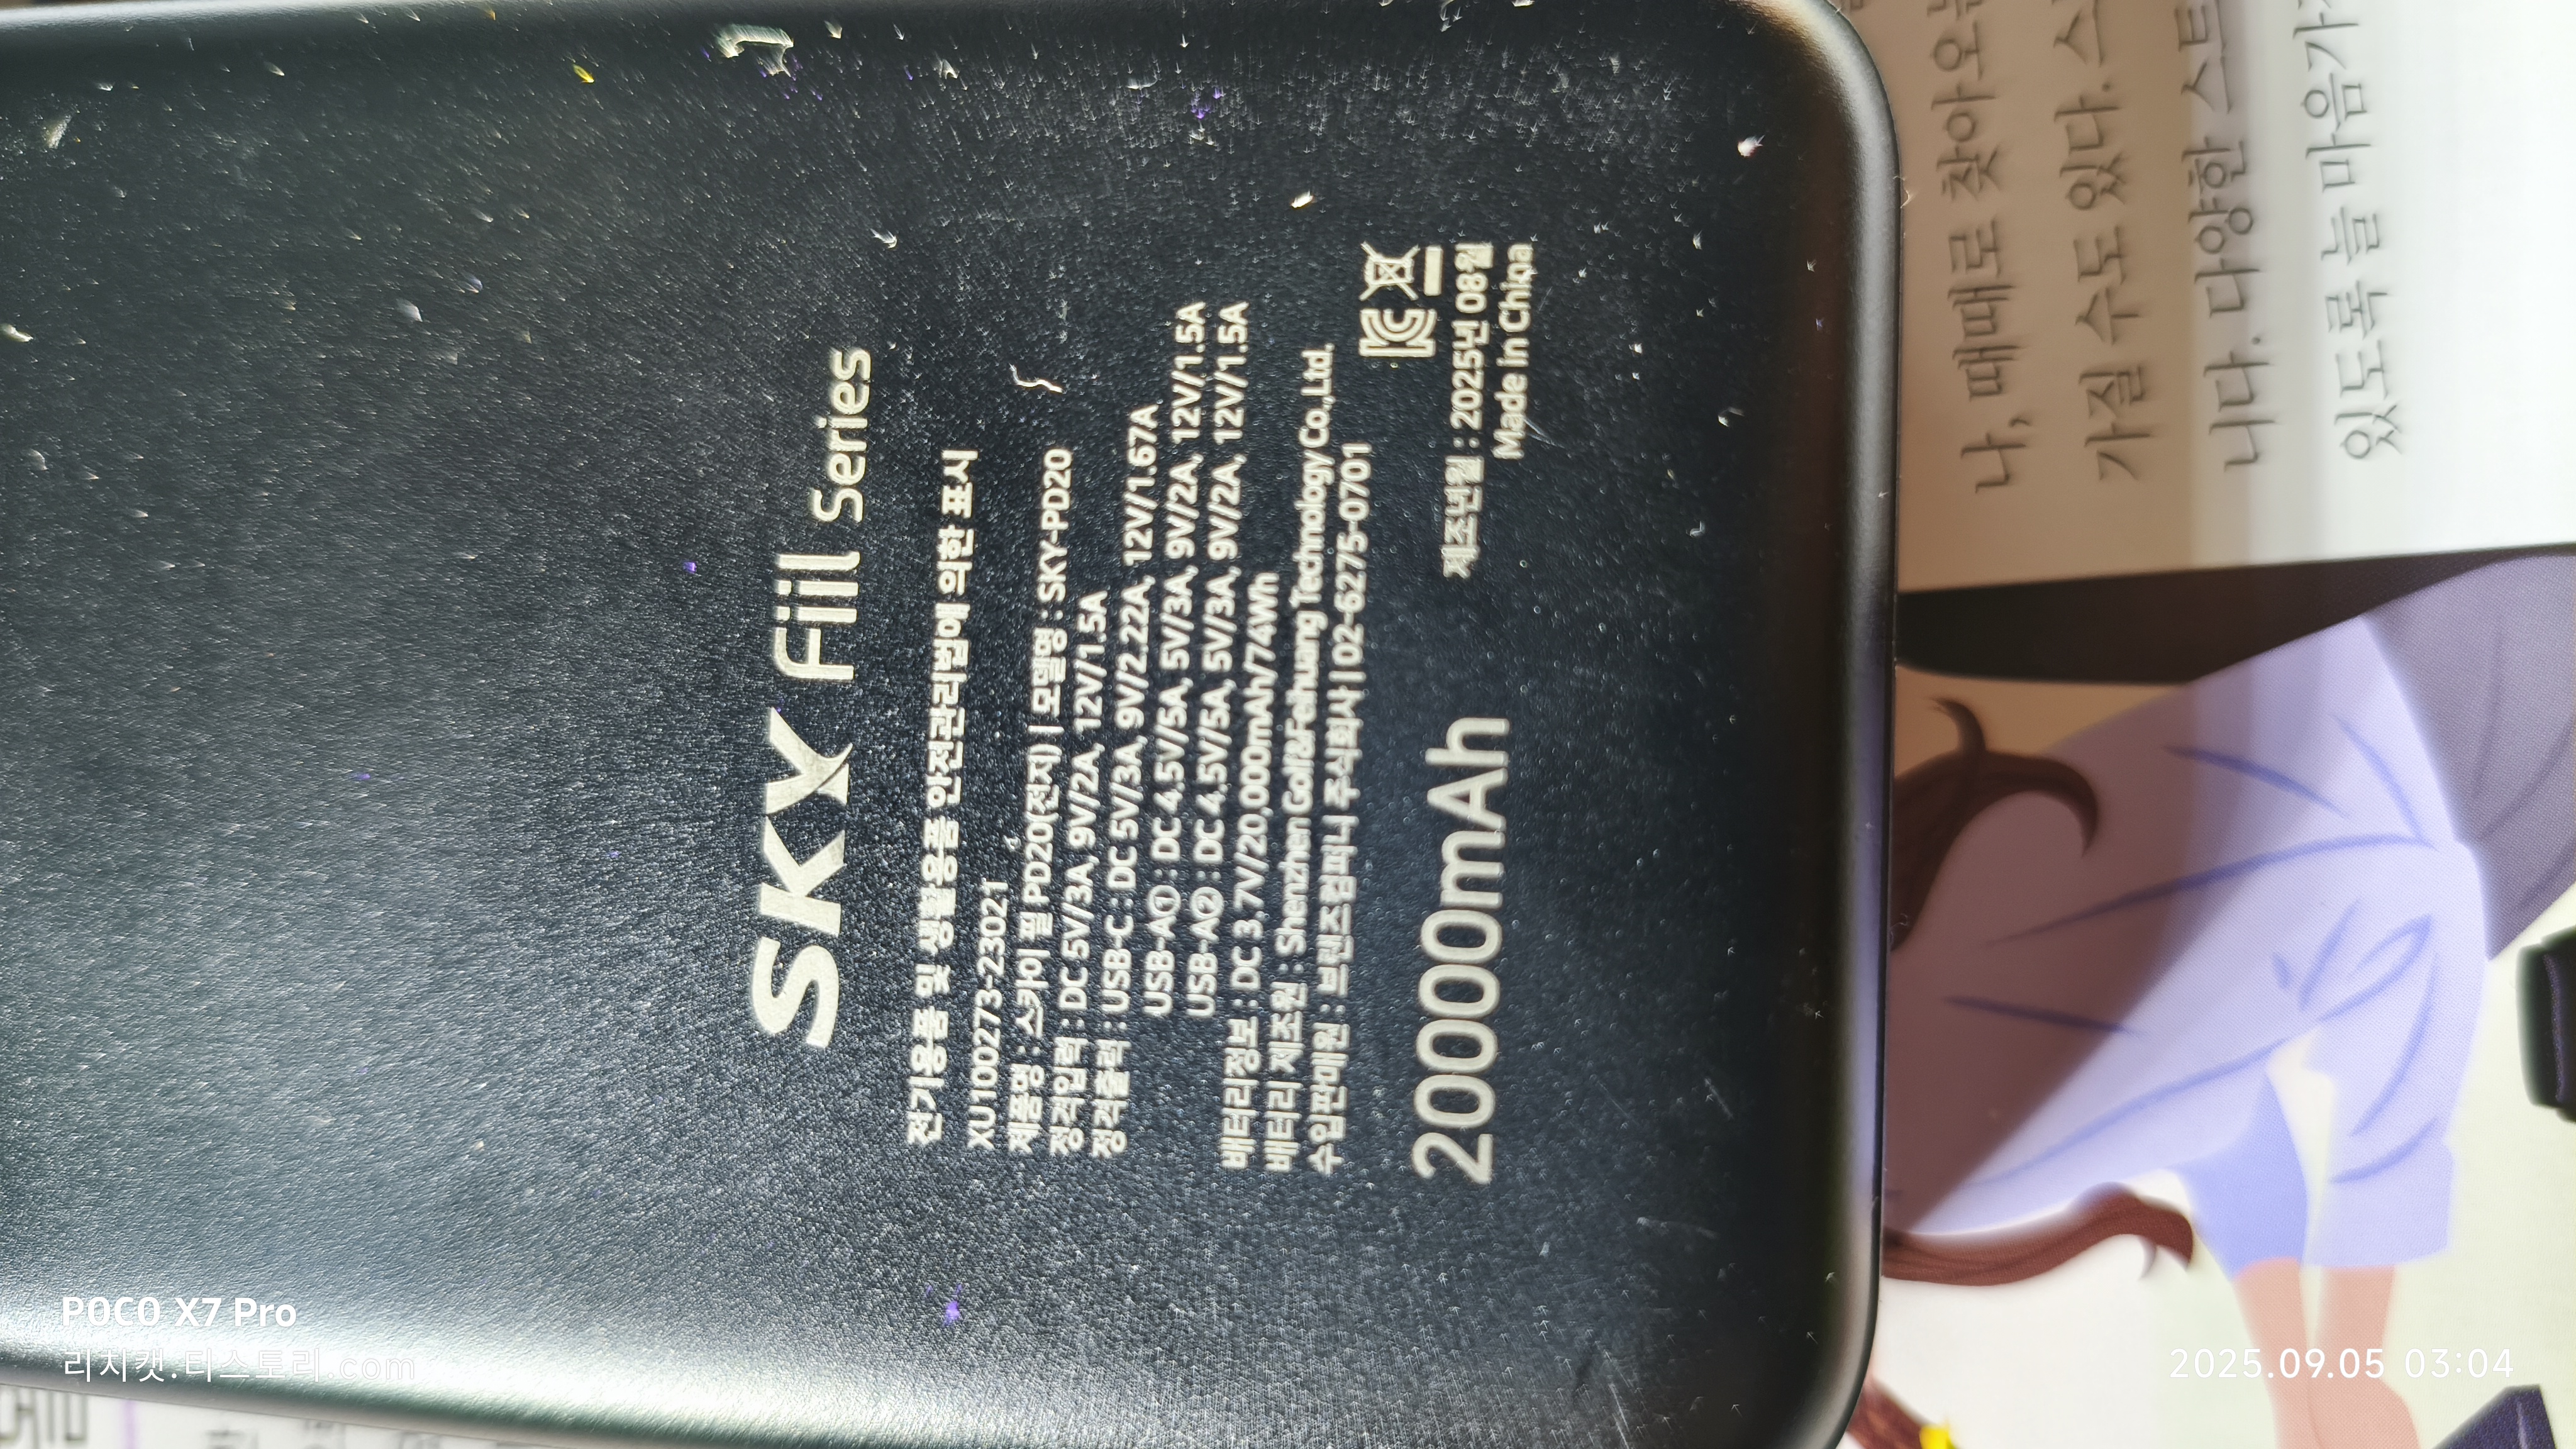 SKY fiil Series
전기용품 및 생활용품 안전관리법에 의한 표시
XU100273-23021
제품명 : 스카이 필 PD20(전지) | 모델명 : SKY-PD20
정격입력 : DC 5V/3A, 9V/2A, 12V/1.5A
정격출력 : USB-C : DC 5V/3A, 9V/2.22A, 12V/1.67A
USB-A① : DC 4.5V/5A, 5V/3A, 9V/2A, 12V/1.5A
USB-A② : DC 4.5V/5A, 5V/3A, 9V/2A, 12V/1.5A
배터리정보 : DC 3.7V/20,000mAh/74Wh
배터리 제조원 : Shenzhen Golf&Feihuang Technology Co.,Ltd.
수입판매원 : 브랜즈컴퍼니 주식회사 | 02-6275-0701
20000mAh
제조년월 : 2025년 08월
Made in China
나, 때때로 찾아오는
가질 수도 있다. 스
니다. 다양한 스트
있도록 늘 마음가
POCO X7 Pro
리치캣.티스토리.com
2025.09.05 03:04